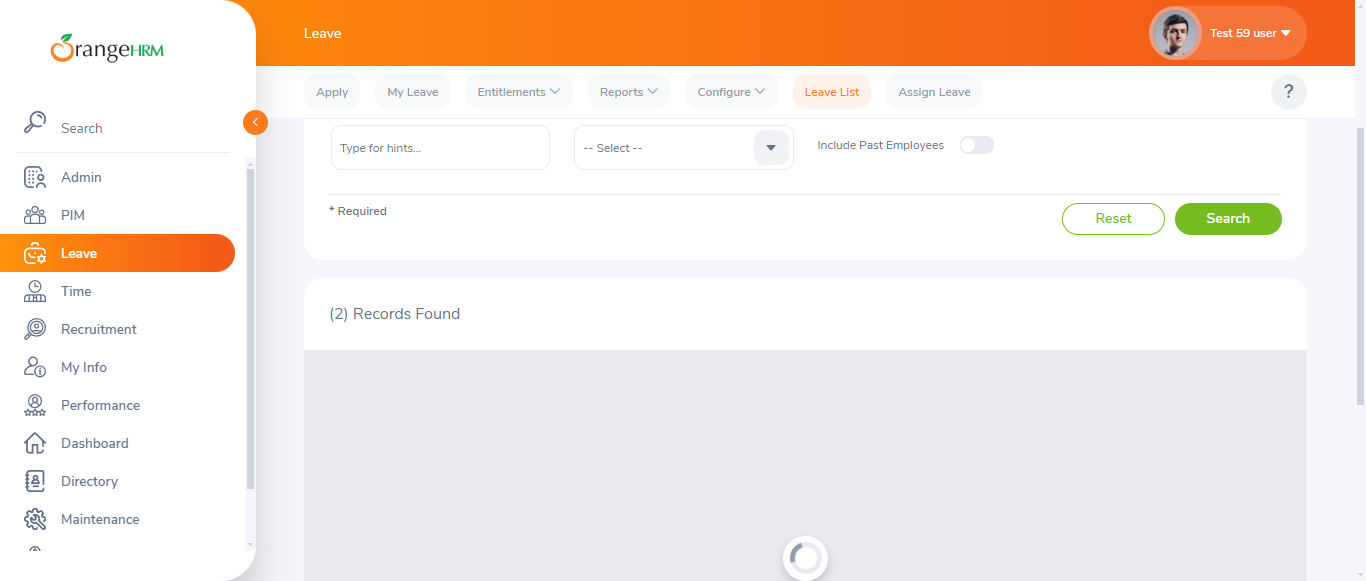 OrangeHRM
Leave
Test 59 user
Apply
My Leave
Entitlements
Reports
Configure
Leave List
Assign Leave
?
Search
Admin
PIM
Leave
Time
Recruitment
My Info
Performance
Dashboard
Directory
Maintenance
Type for hints...
-- Select --
Include Past Employees
* Required
Reset
Search
(2) Records Found